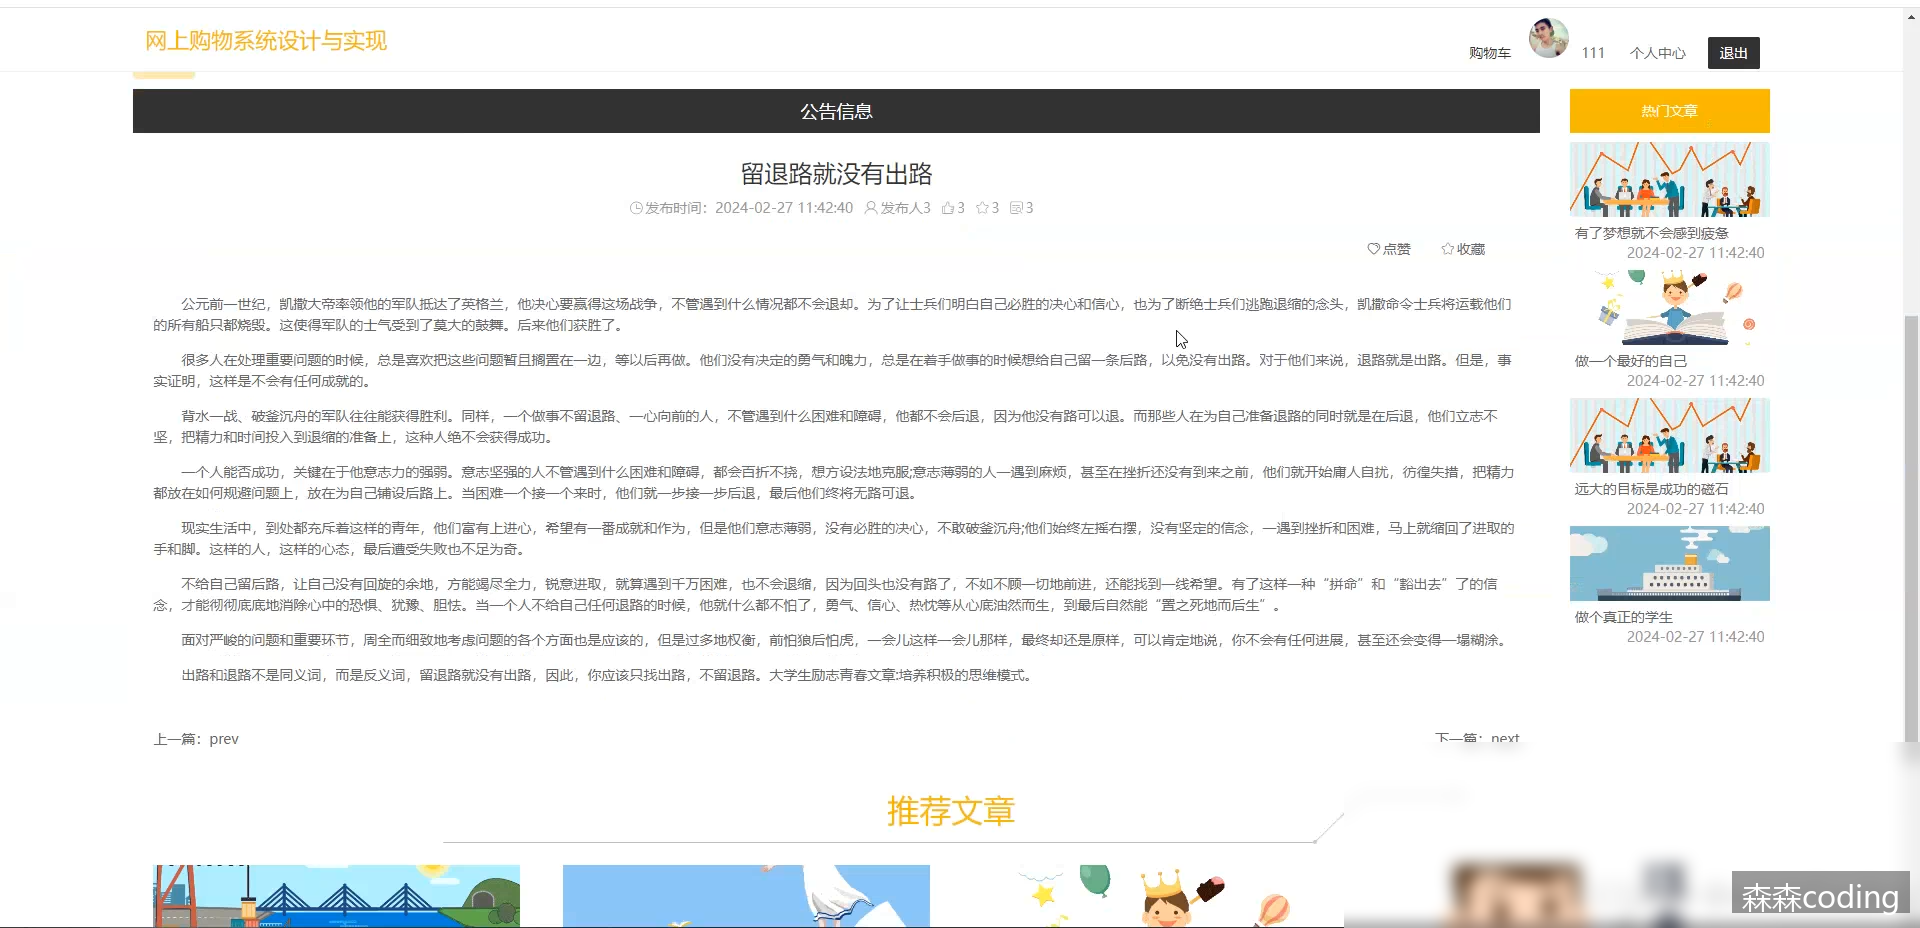 网上购物系统设计与实现
购物车
111
个人中心
退出
公告信息
留退路就没有出路
发布时间：2024-02-27 11:42:40 发布人3 3 3 3
点赞 收藏
公元前一世纪，凯撒大帝率领他的军队抵达了英格兰，他决心要赢得这场战争，不管遇到什么情况都不会退却。为了让士兵们明白自己必胜的决心和信心，也为了断绝士兵们逃跑退缩的念头，凯撒命令士兵将运载他们
的所有船只都烧毁。这使得军队的士气受到了莫大的鼓舞。后来他们获胜了。
很多人在处理重要问题的时候，总是喜欢把这些问题暂且搁置在一边，等以后再做。他们没有决定的勇气和魄力，总是在着手做事的时候想给自己留一条后路，以免没有出路。对于他们来说，退路就是出路。但是，事
实证明，这样是不会有任何成就的。
背水一战、破釜沉舟的军队往往能获得胜利。同样，一个做事不留退路、一心向前的人，不管遇到什么困难和障碍，他都不会后退，因为他没有路可以退。而那些人在为自己准备退路的同时就是在后退，他们立志不
坚，把精力和时间投入到退缩的准备上，这种人绝不会获得成功。
一个人能否成功，关键在于他意志力的强弱。意志坚强的人不管遇到什么困难和障碍，都会百折不挠，想方设法地克服;意志薄弱的人一遇到麻烦，甚至在挫折还没有到来之前，他们就开始庸人自扰，彷徨失措，把精力
都放在如何规避问题上，放在为自己铺设后路上。当困难一个接一个来时，他们就一步接一步后退，最后他们终将无路可退。
现实生活中，到处都充斥着这样的青年，他们富有上进心，希望有一番成就和作为，但是他们意志薄弱，没有必胜的决心，不敢破釜沉舟;他们始终左摇右摆，没有坚定的信念，一遇到挫折和困难，马上就缩回了进取的
手和脚。这样的人，这样的心态，最后遭受失败也不足为奇。
不给自己留后路，让自己没有回旋的余地，方能竭尽全力，锐意进取，就算遇到千万困难，也不会退缩，因为回头也没有路了，不如不顾一切地前进，还能找到一线希望。有了这样一种“拼命”和“豁出去”了的信
念，才能彻彻底底地消除心中的恐惧、犹豫、胆怯。当一个人不给自己任何退路的时候，他就什么都不怕了，勇气、信心、热忱等从心底油然而生，到最后自然能“置之死地而后生”。
面对严峻的问题和重要环节，周全而细致地考虑问题的各个方面也是应该的，但是过多地权衡，前怕狼后怕虎，一会儿这样一会儿那样，最终却还是原样，可以肯定地说，你不会有任何进展，甚至还会变得一塌糊涂。
出路和退路不是同义词，而是反义词，留退路就没有出路，因此，你应该只找出路，不留退路。大学生励志青春文章:培养积极的思维模式。
上一篇：prev
下一篇：next
热门文章
有了梦想就不会感到疲惫
2024-02-27 11:42:40
做一个最好的自己
2024-02-27 11:42:40
远大的目标是成功的磁石
2024-02-27 11:42:40
做个真正的学生
2024-02-27 11:42:40
推荐文章
森森coding